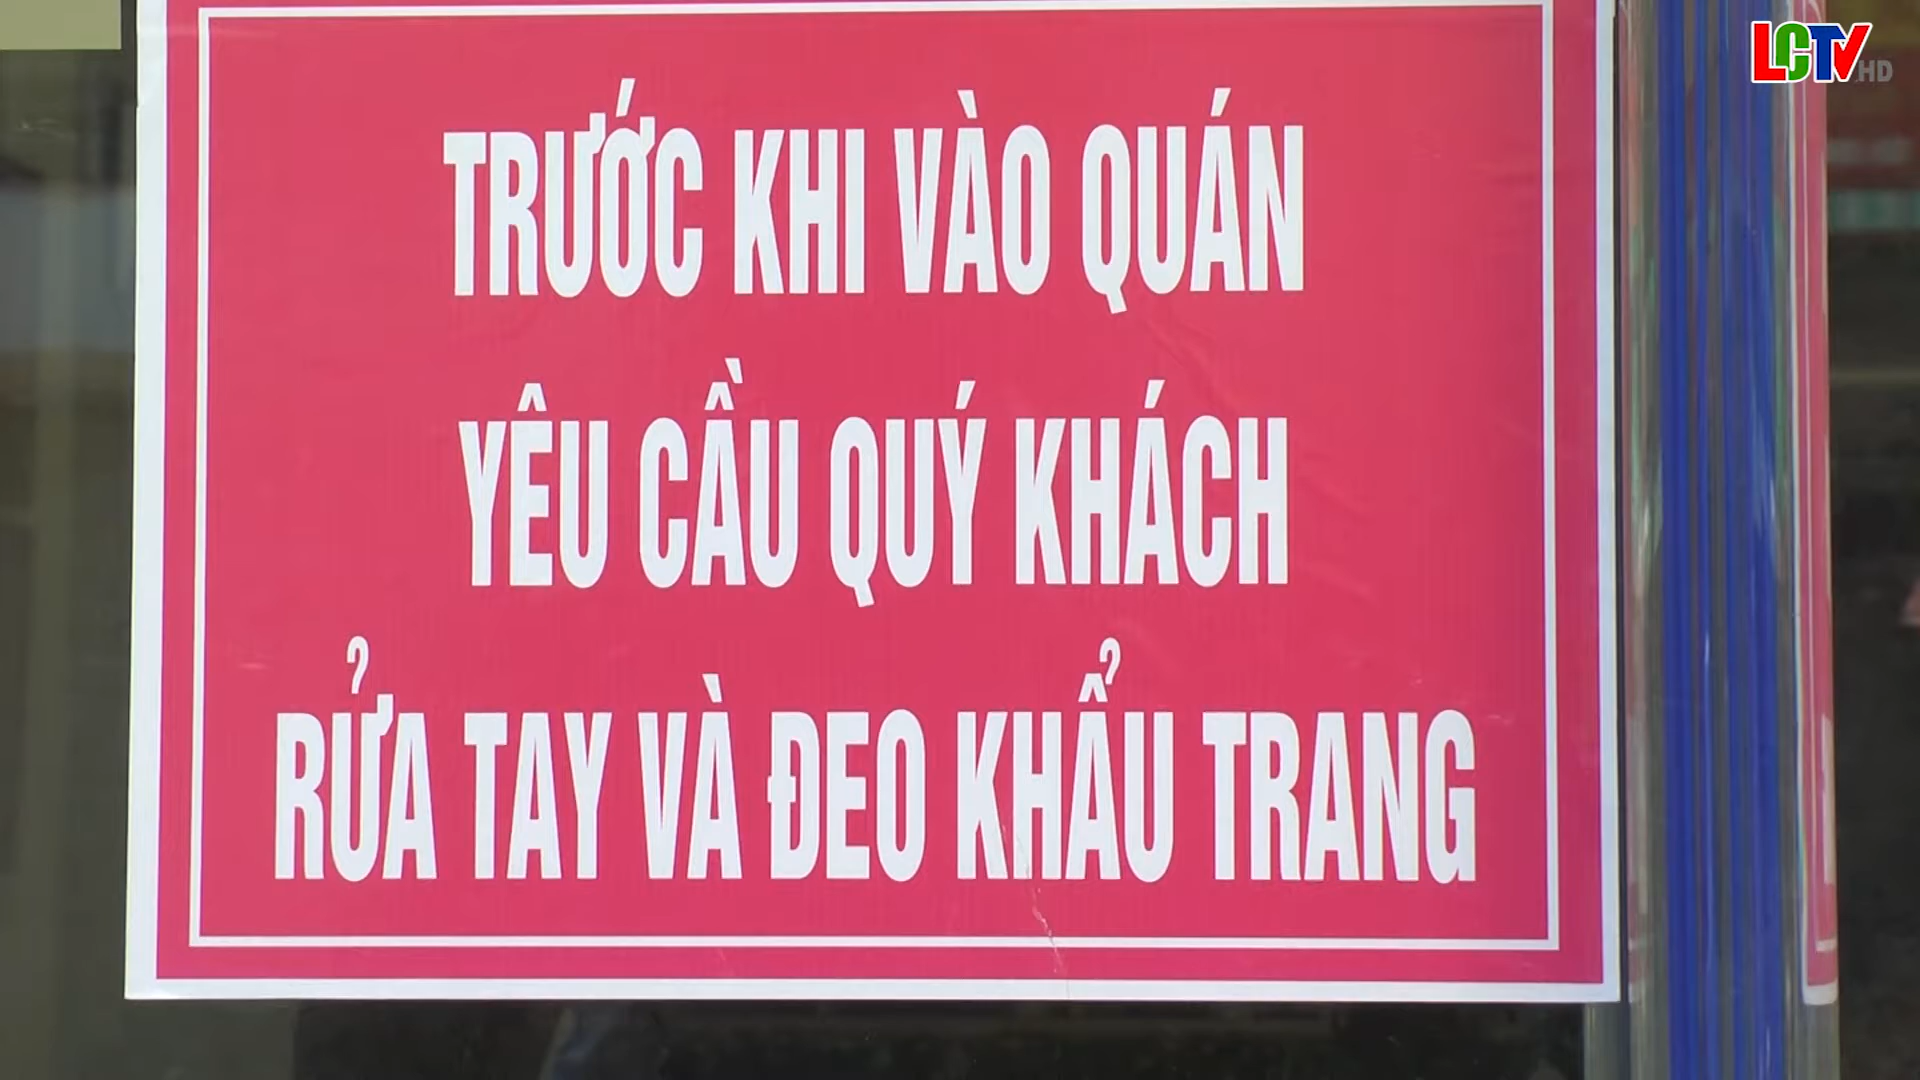 LCTV HD
TRƯỚC KHI VÀO QUÁN
YÊU CẦU QUÝ KHÁCH
RỬA TAY VÀ ĐEO KHẨU TRANG